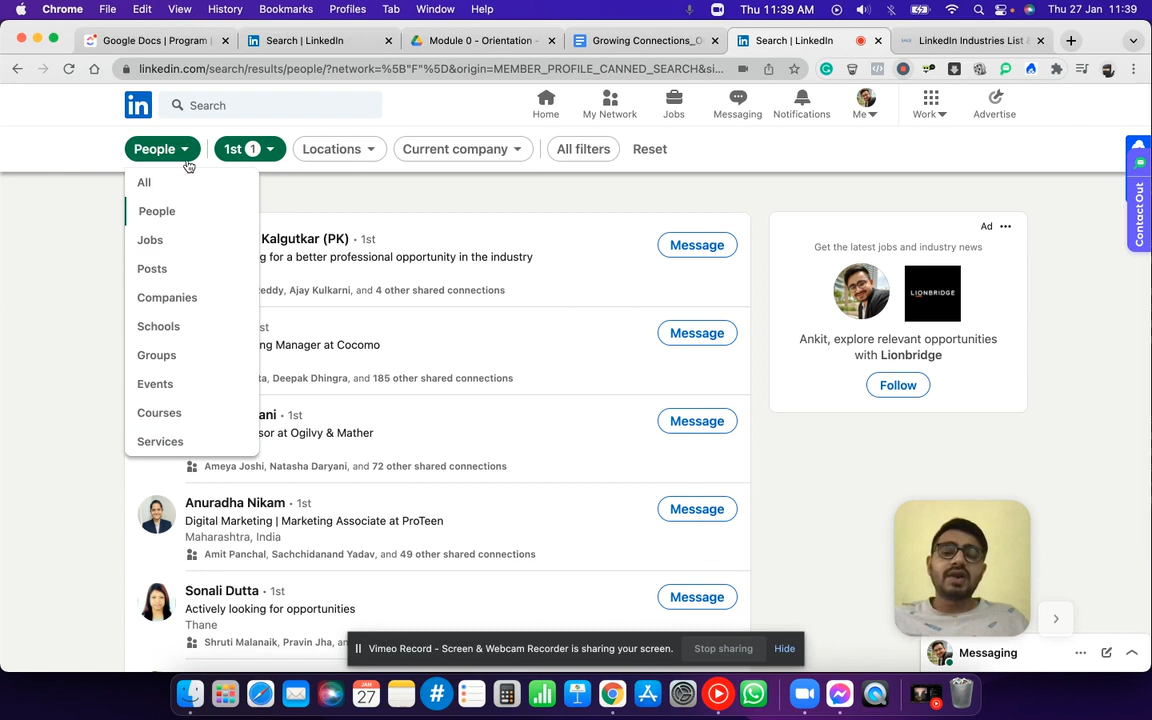 Chrome File Edit View History Bookmarks Profiles Tab Window Help Thu 11:39 AM Thu 27 Jan 11:39
Google Docs | Program Search | LinkedIn Module 0 - Orientation - Growing Connections_O Search | LinkedIn LinkedIn Industries List &
linkedin.com/search/results/people/?network=%5B"F"%5D&origin=MEMBER_PROFILE_CANNED_SEARCH&si...
in Search Home My Network Jobs Messaging Notifications Me Work Advertise
People 1st 1 Locations Current company All filters Reset
All
People
Jobs
Posts
Companies
Schools
Groups
Events
Courses
Services
Kalgutkar (PK) • 1st
g for a better professional opportunity in the industry
eddy, Ajay Kulkarni, and 4 other shared connections
Message
st
ng Manager at Cocomo
ta, Deepak Dhingra, and 185 other shared connections
Message
ani • 1st
sor at Ogilvy & Mather
Ameya Joshi, Natasha Daryani, and 72 other shared connections
Message
Anuradha Nikam • 1st
Digital Marketing | Marketing Associate at ProTeen
Maharashtra, India
Amit Panchal, Sachchidanand Yadav, and 49 other shared connections
Message
Sonali Dutta • 1st
Actively looking for opportunities
Thane
Shruti Malanaik, Pravin Jha, an
Message
Ad •••
Get the latest jobs and industry news
LIONBRIDGE
Ankit, explore relevant opportunities
with Lionbridge
Follow
Contact Out
Messaging
Vimeo Record - Screen & Webcam Recorder is sharing your screen. Stop sharing Hide
JAN
27